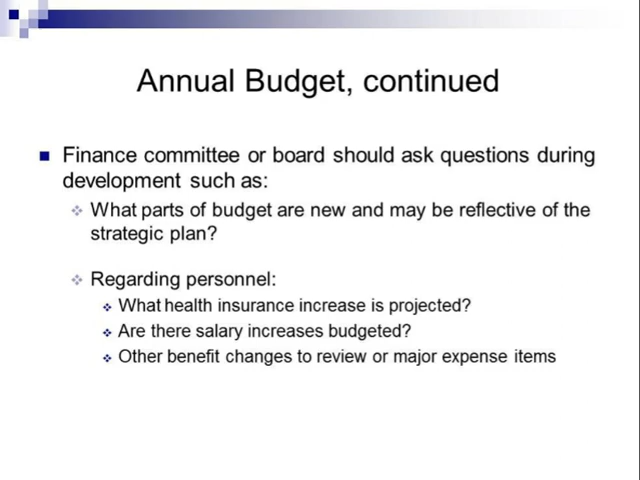 Annual Budget, continued
Finance committee or board should ask questions during
development such as:
What parts of budget are new and may be reflective of the
strategic plan?
Regarding personnel:
What health insurance increase is projected?
Are there salary increases budgeted?
Other benefit changes to review or major expense items